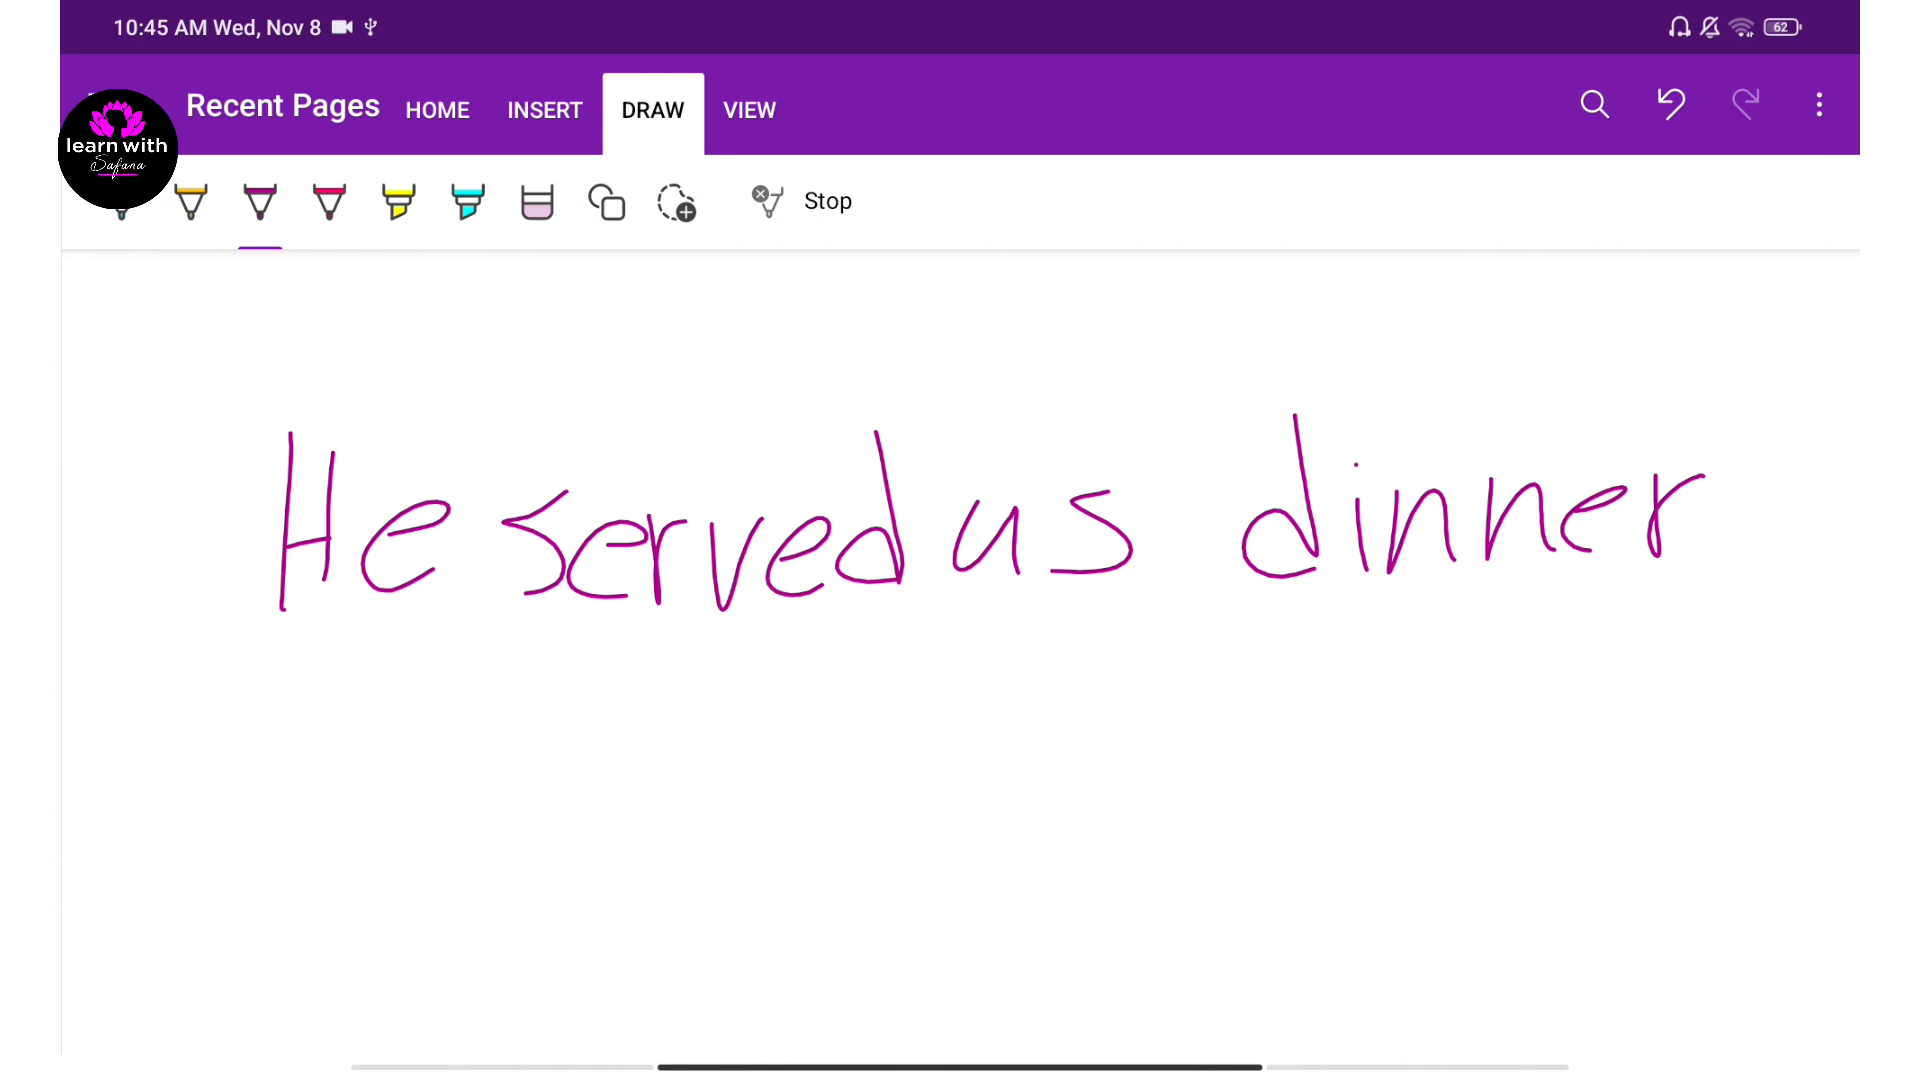 10:45 AM Wed, Nov 8
62
Recent Pages HOME INSERT DRAW VIEW
learn with
Safana
Stop
He served us dinner